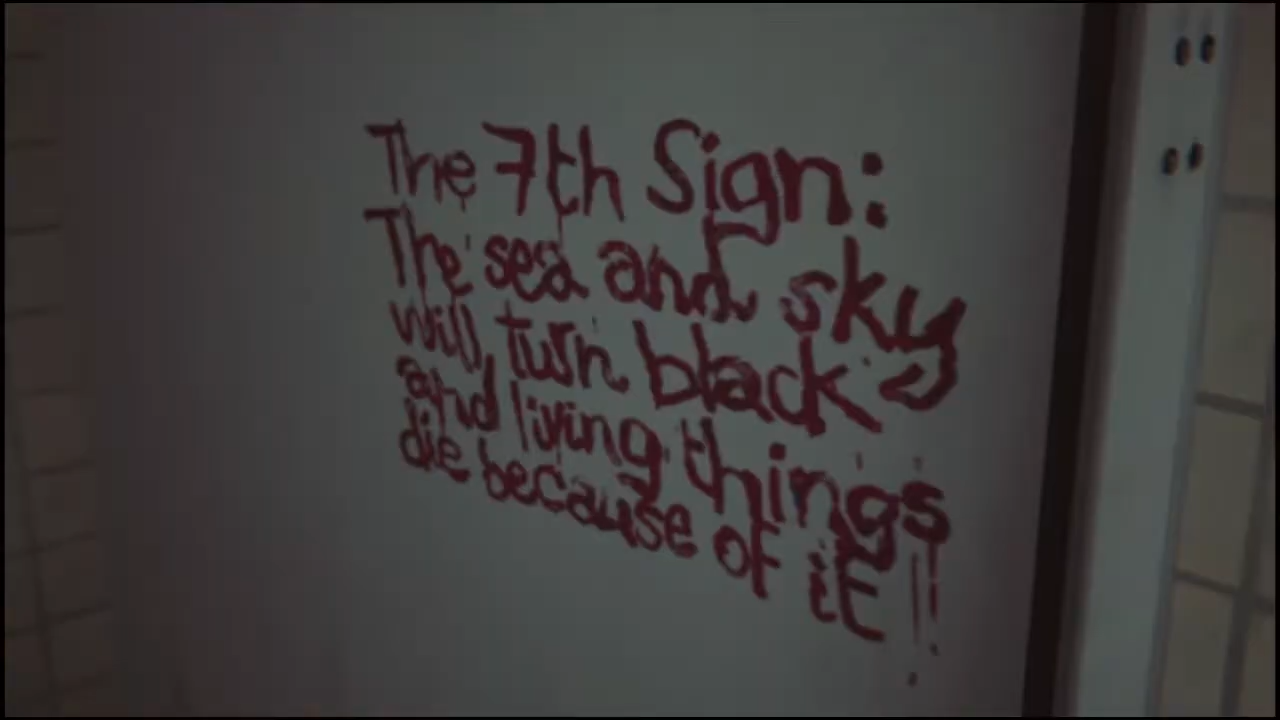 The 7th Sign:
The sea and sky
will turn black
and living things
die because of it!!